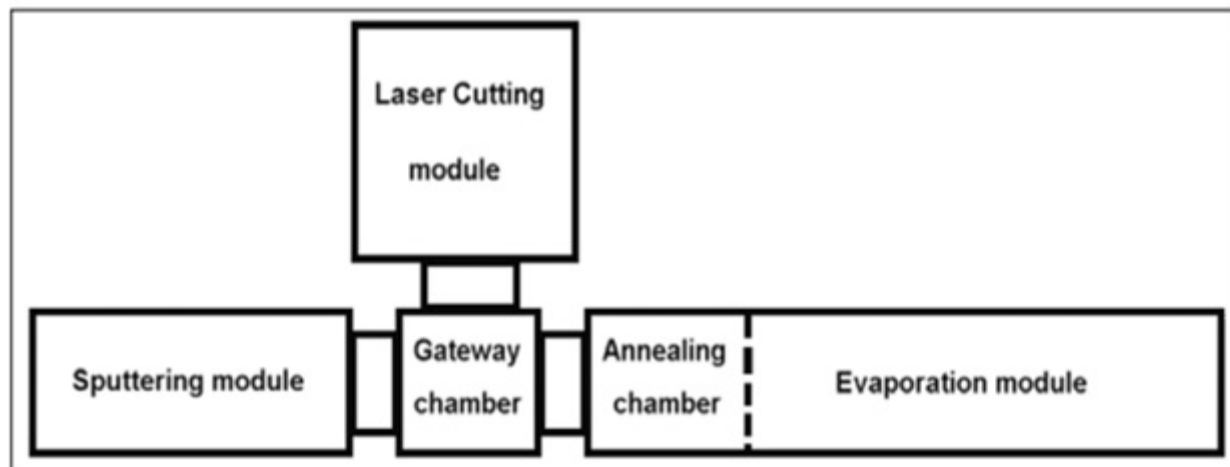 Laser Cutting
module
Sputtering module
Gateway
chamber
Annealing
chamber
Evaporation module